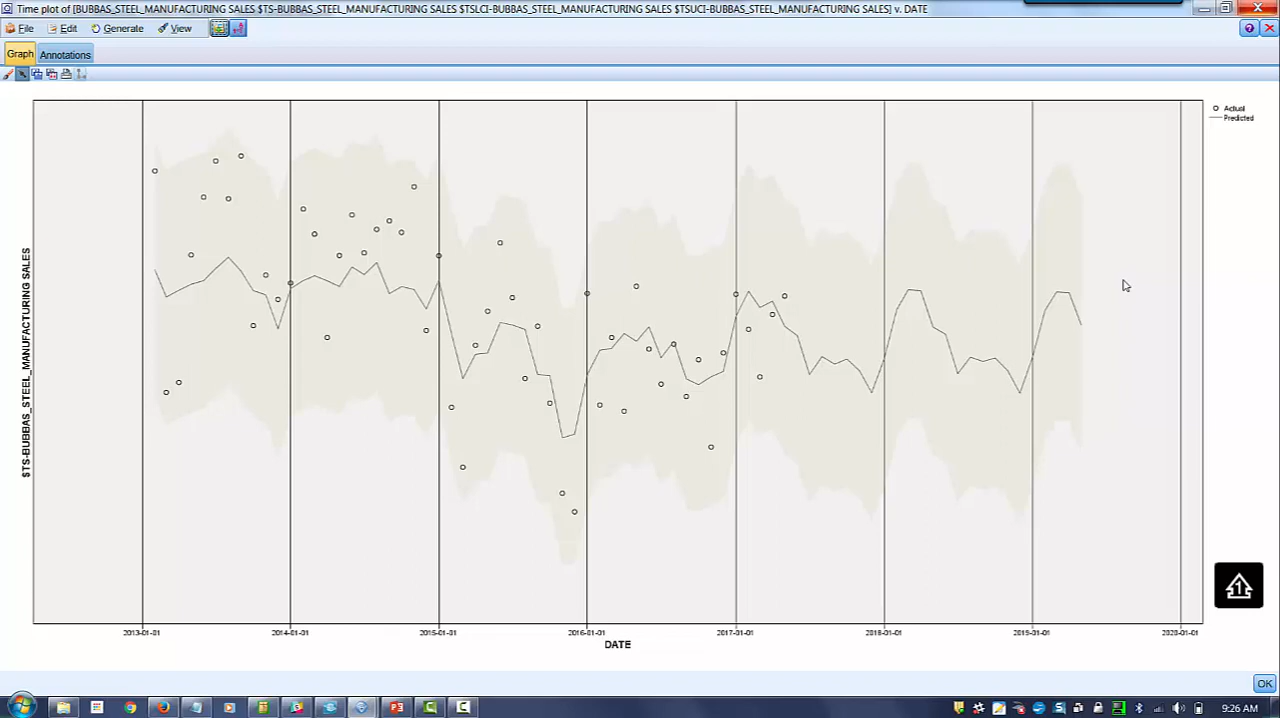 Time plot of [BUBBAS_STEEL_MANUFACTURING SALES $TS-BUBBAS_STEEL_MANUFACTURING SALES $TSLCI-BUBBAS_STEEL_MANUFACTURING SALES $TSUCI-BUBBAS_STEEL_MANUFACTURING SALES] v. DATE
File Edit Generate View
Graph Annotations
Actual
Predicted
$TS-BUBBAS_STEEL_MANUFACTURING SALES
2013-01-01 2014-01-01 2015-01-01 2016-01-01 2017-01-01 2018-01-01 2019-01-01 2020-01-01
DATE
1
OK
9:26 AM